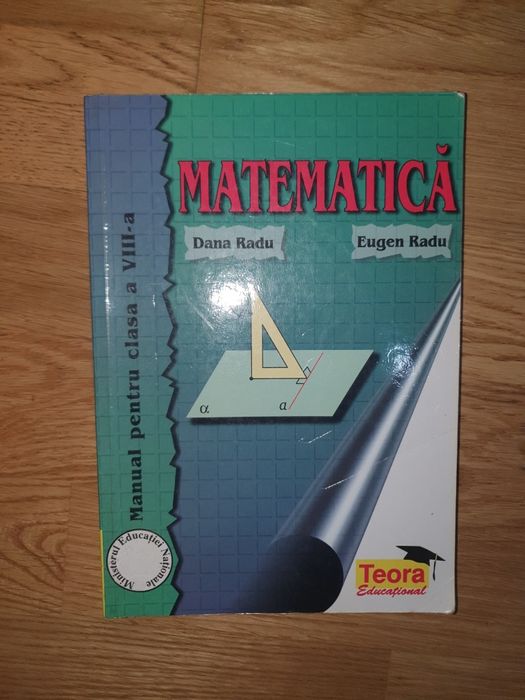 MATEMATICĂ
Dana Radu
Eugen Radu
Manual pentru clasa a VIII-a
α
a
Ministerul Educației Naționale
Teora
Educațional